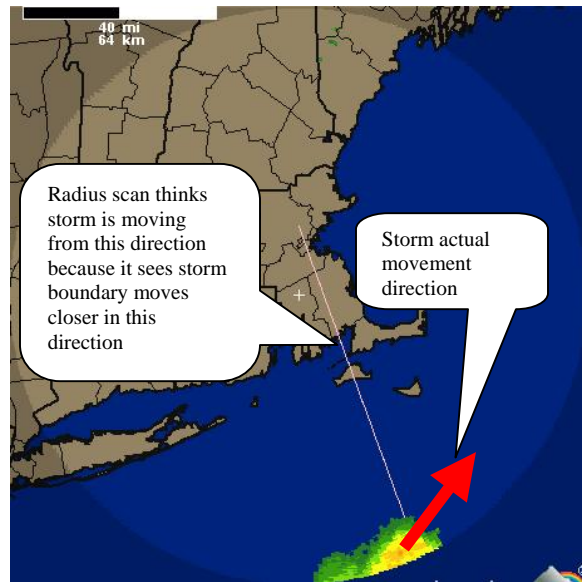 40 mi
64 km
Radius scan thinks
storm is moving
from this direction
because it sees storm
boundary moves
closer in this
direction
Storm actual
movement
direction